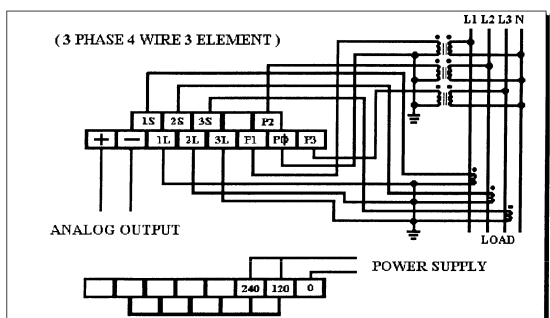 L1 L2 L3 N
( 3 PHASE 4 WIRE 3 ELEMENT )
1S 2S 3S P2
+ − 1L 2L 3L P1 PØ P3
ANALOG OUTPUT
LOAD
POWER SUPPLY
240 120 0